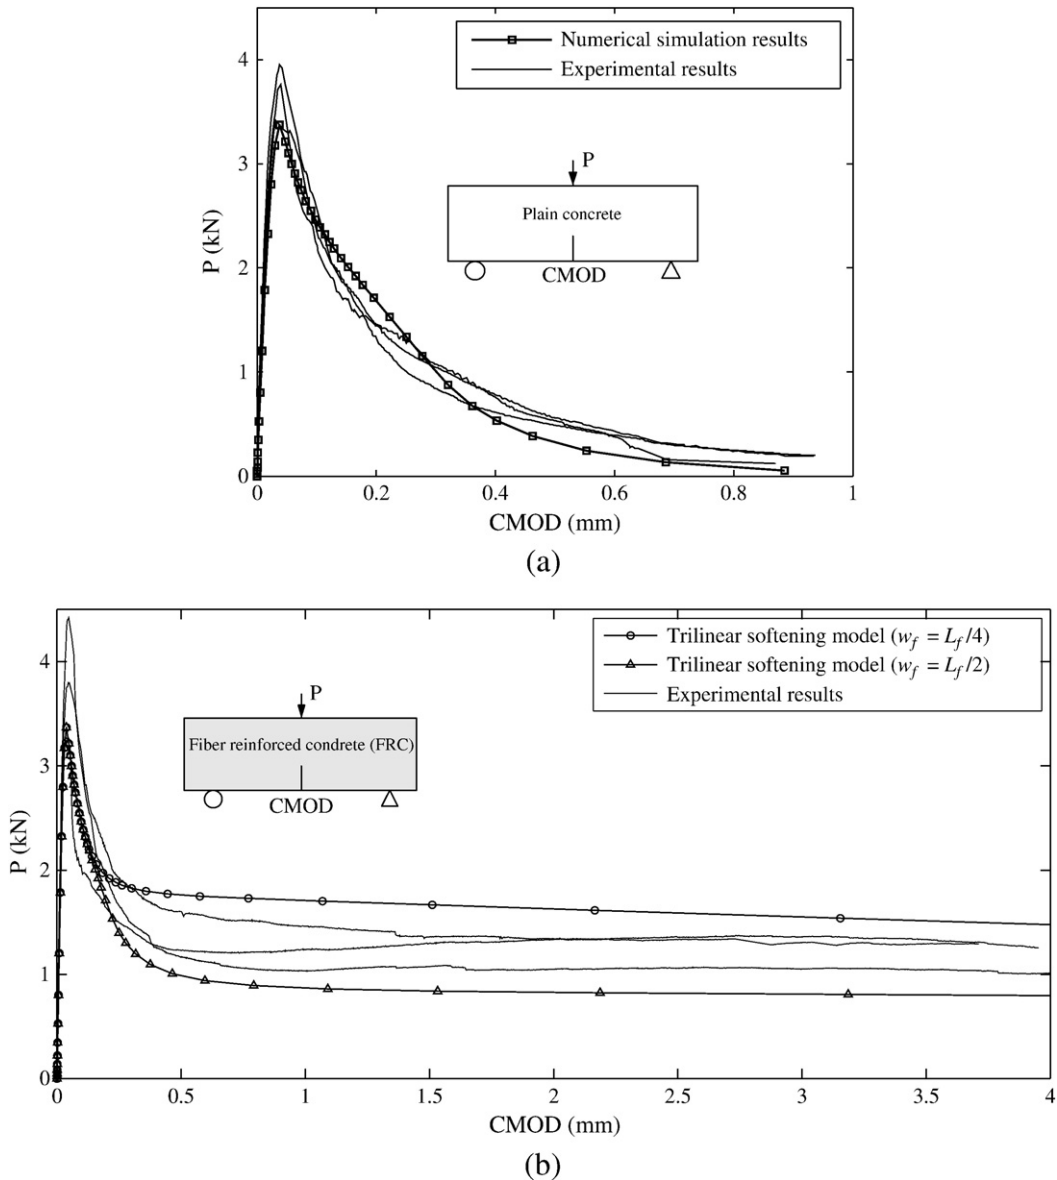 Numerical simulation results
Experimental results
4
3
2
1
0
P (kN)
P
Plain concrete
CMOD
0 0.2 0.4 0.6 0.8 1
CMOD (mm)
(a)
Trilinear softening model (w_f = L_f/4)
Trilinear softening model (w_f = L_f/2)
Experimental results
4
3
2
1
0
P (kN)
P
Fiber reinforced condrete (FRC)
CMOD
0 0.5 1 1.5 2 2.5 3 3.5 4
CMOD (mm)
(b)